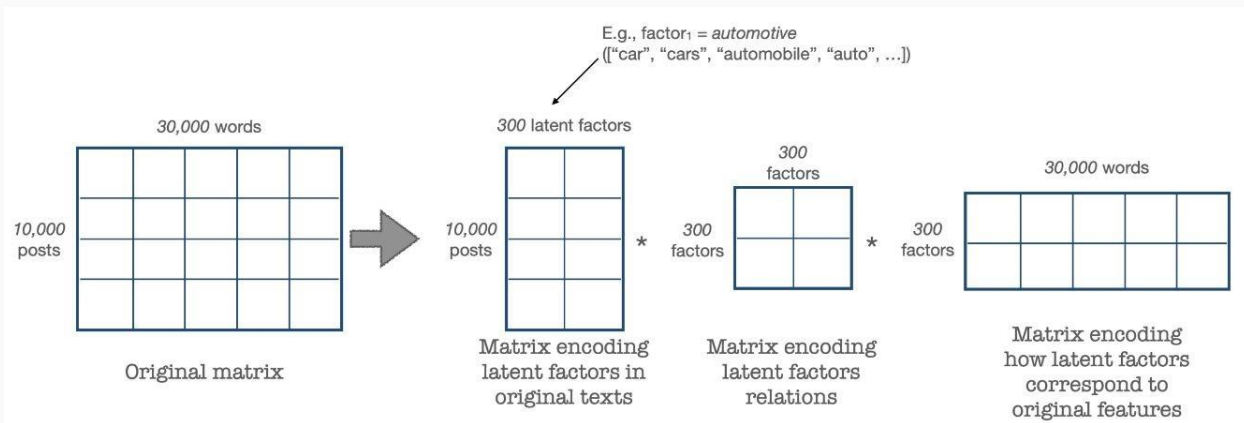 E.g., factor₁ = automotive
(["car", "cars", "automobile", "auto", …])
30,000 words
10,000
posts
Original matrix
300 latent factors
10,000
posts
Matrix encoding
latent factors in
original texts
*
300
factors
300
factors
Matrix encoding
latent factors
relations
*
30,000 words
300
factors
Matrix encoding
how latent factors
correspond to
original features